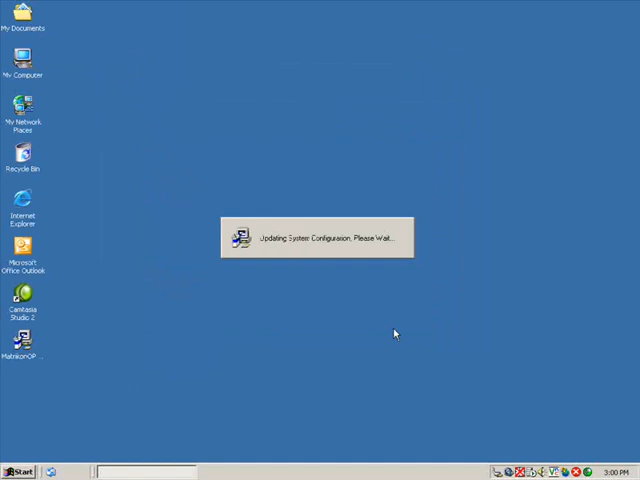 My Documents
My Computer
My Network
Places
Recycle Bin
Internet
Explorer
Microsoft
Office Outlook
Camtasia
Studio 2
MatrikonOP ...
Updating System Configuration, Please Wait...
Start
3:00 PM